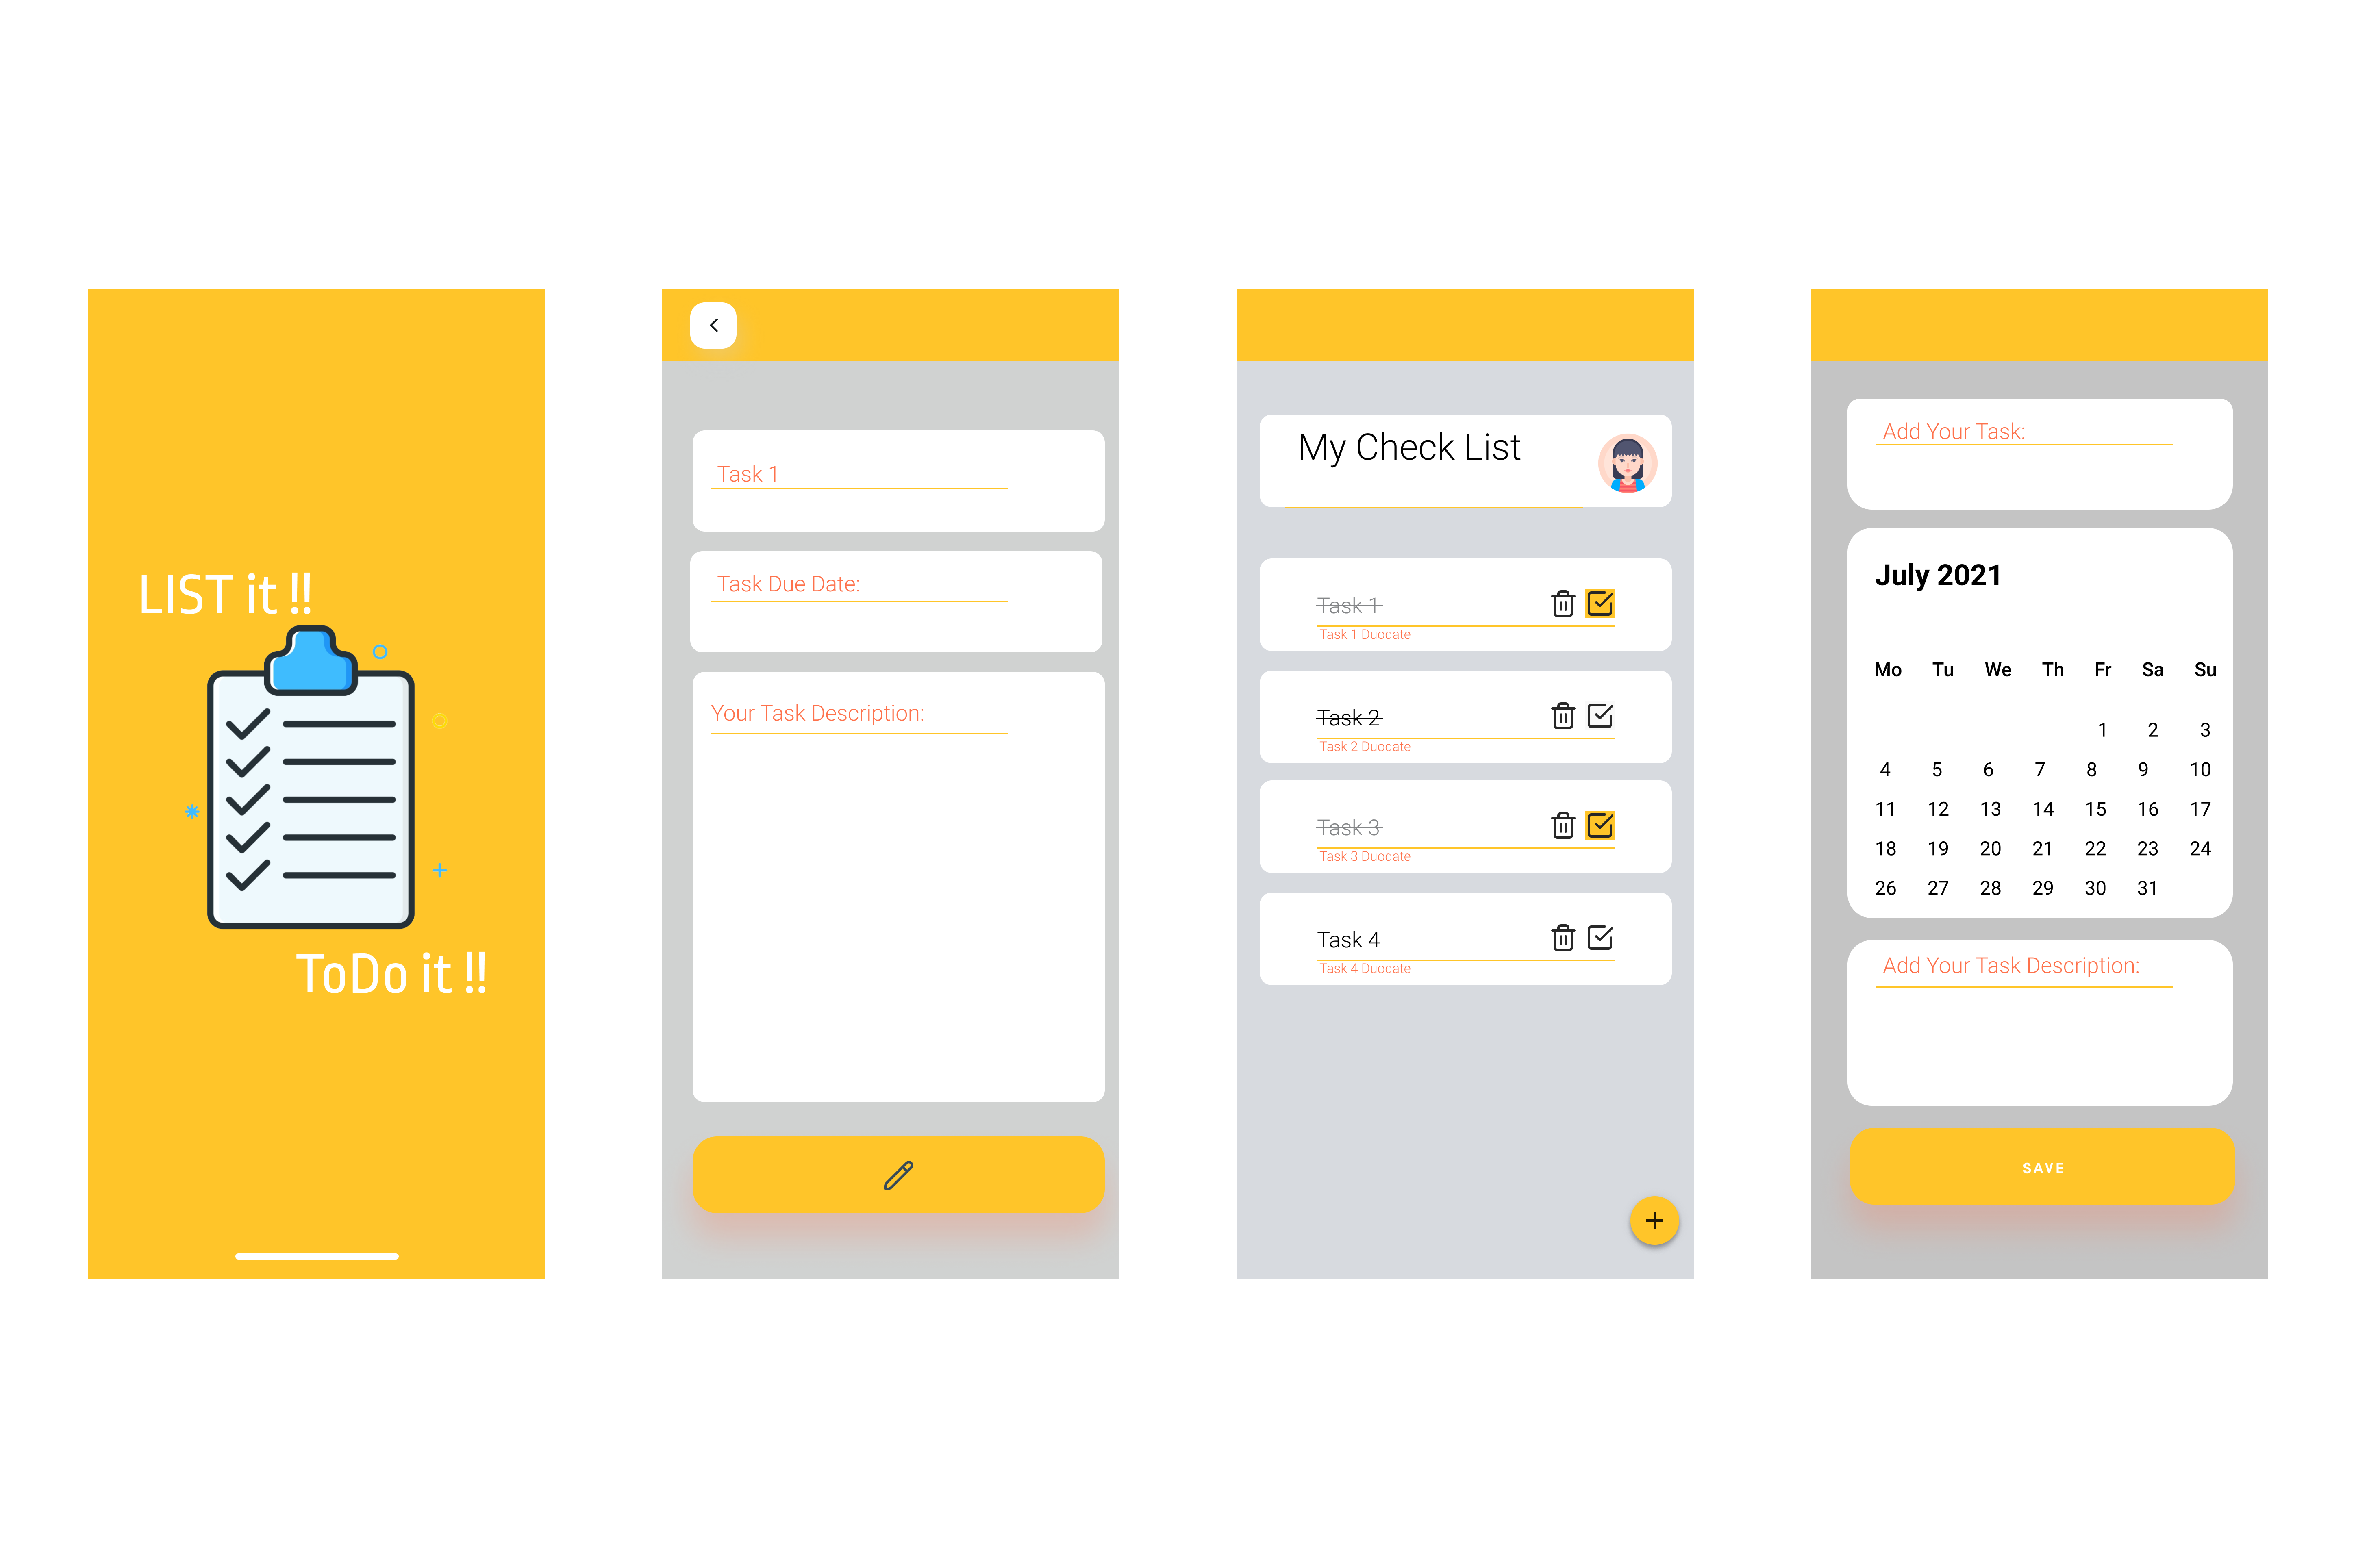 LIST it !!
ToDo it !!
Task 1
Task Due Date:
Your Task Description:
My Check List
Task 1
Task 1 Duodate
Task 2
Task 2 Duodate
Task 3
Task 3 Duodate
Task 4
Task 4 Duodate
Add Your Task:
July 2021
Mo Tu We Th Fr Sa Su
1 2 3
4 5 6 7 8 9 10
11 12 13 14 15 16 17
18 19 20 21 22 23 24
26 27 28 29 30 31
Add Your Task Description:
SAVE